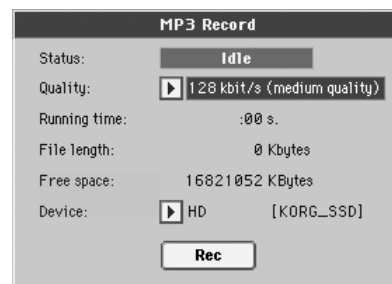 MP3 Record
Status: Idle
Quality: 128 kbit/s (medium quality)
Running time: :00 s.
File length: 0 Kbytes
Free space: 16821052 KBytes
Device: HD [KORG_SSD]
Rec